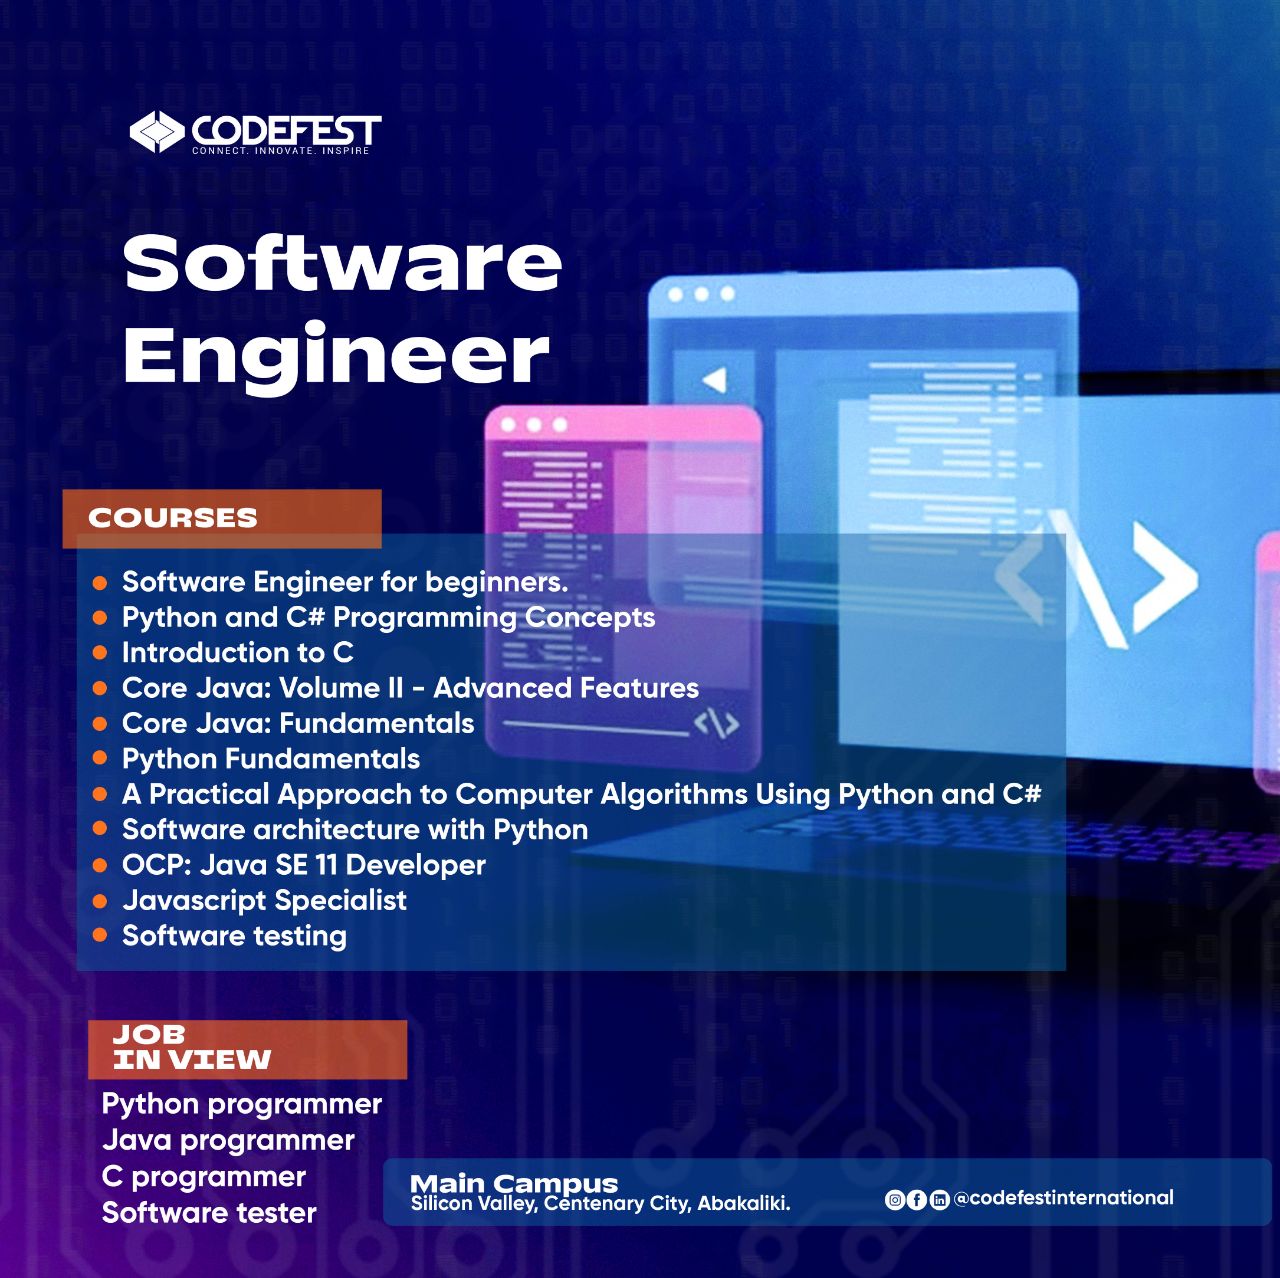 CODEFEST
CONNECT. INNOVATE. INSPIRE
Software
Engineer
COURSES
Software Engineer for beginners.
Python and C# Programming Concepts
Introduction to C
Core Java: Volume II - Advanced Features
Core Java: Fundamentals
Python Fundamentals
A Practical Approach to Computer Algorithms Using Python and C#
Software architecture with Python
OCP: Java SE 11 Developer
Javascript Specialist
Software testing
JOB
IN VIEW
Python programmer
Java programmer
C programmer
Software tester
Main Campus
Silicon Valley, Centenary City, Abakaliki.
@codefestinternational